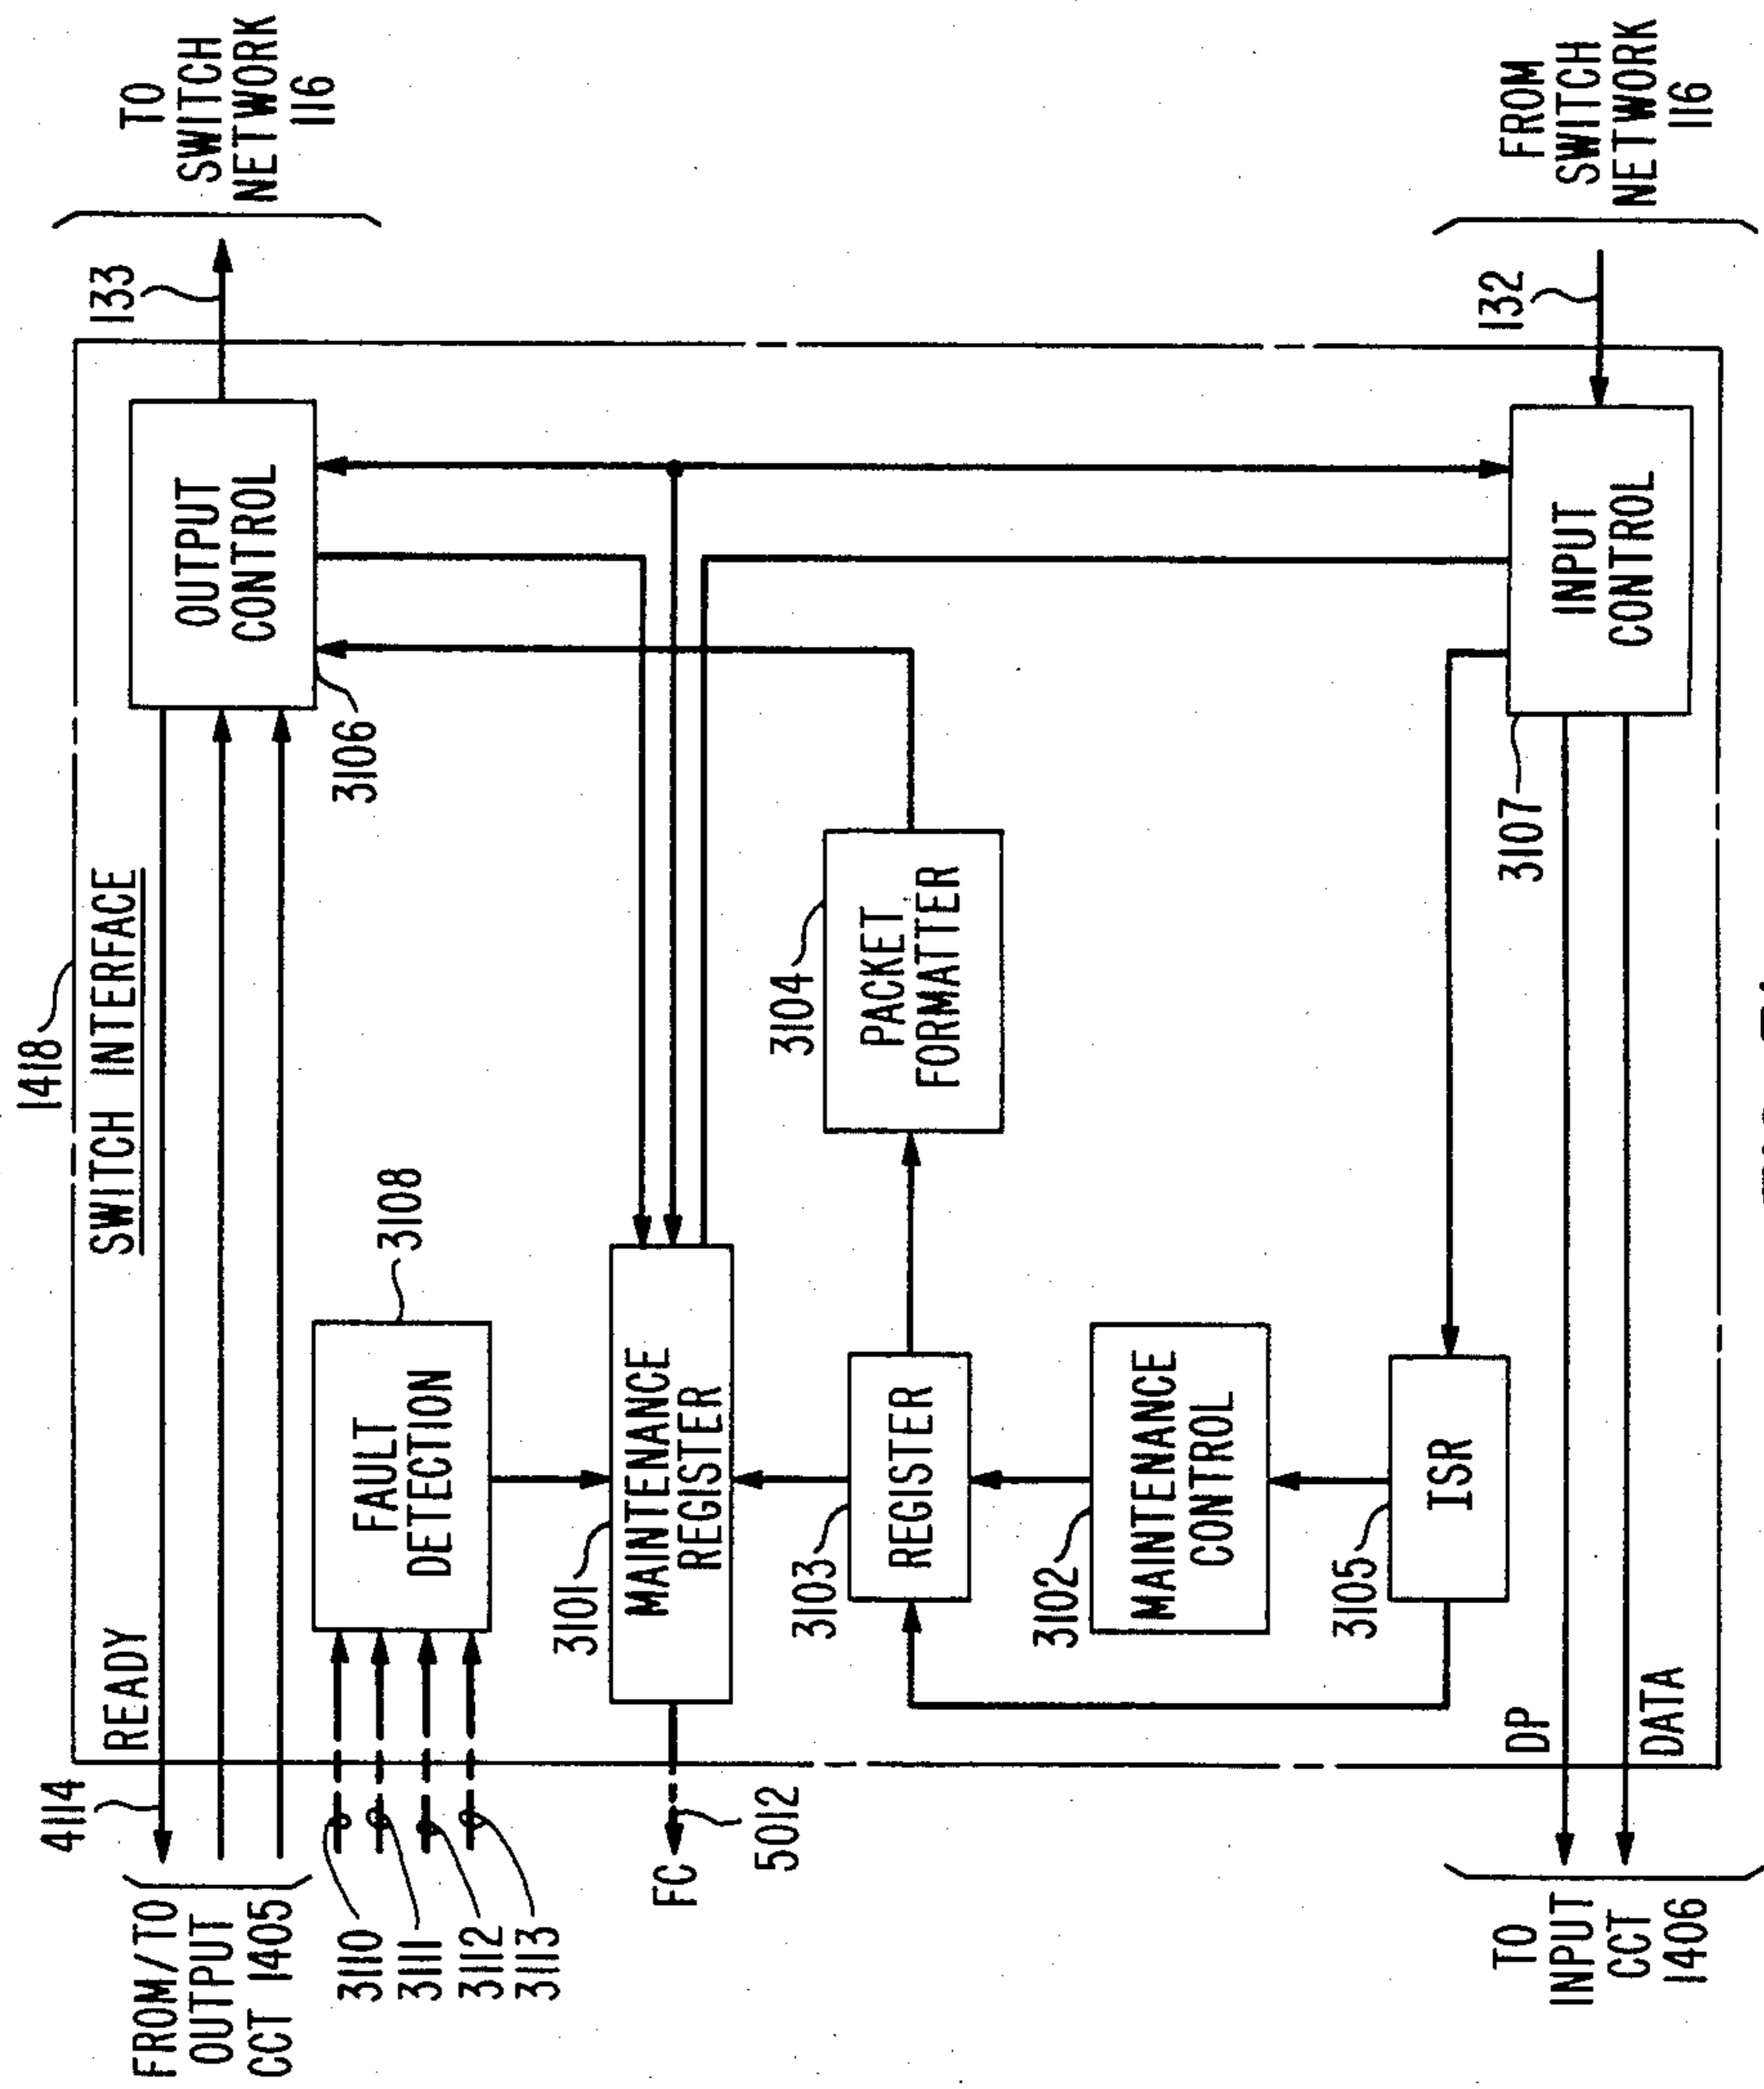 1418
SWITCH INTERFACE
4114
READY
FROM/TO
OUTPUT
CCT 1405
OUTPUT
CONTROL
3106
133
TO
SWITCH
NETWORK
116
3110
3111
3112
3113
FAULT
DETECTION
3108
FC
5012
3101
MAINTENANCE
REGISTER
3103
REGISTER
3104
PACKET
FORMATTER
3102
MAINTENANCE
CONTROL
3105
ISR
3107
INPUT
CONTROL
132
FROM
SWITCH
NETWORK
116
DP
DATA
TO
INPUT
CCT
1406